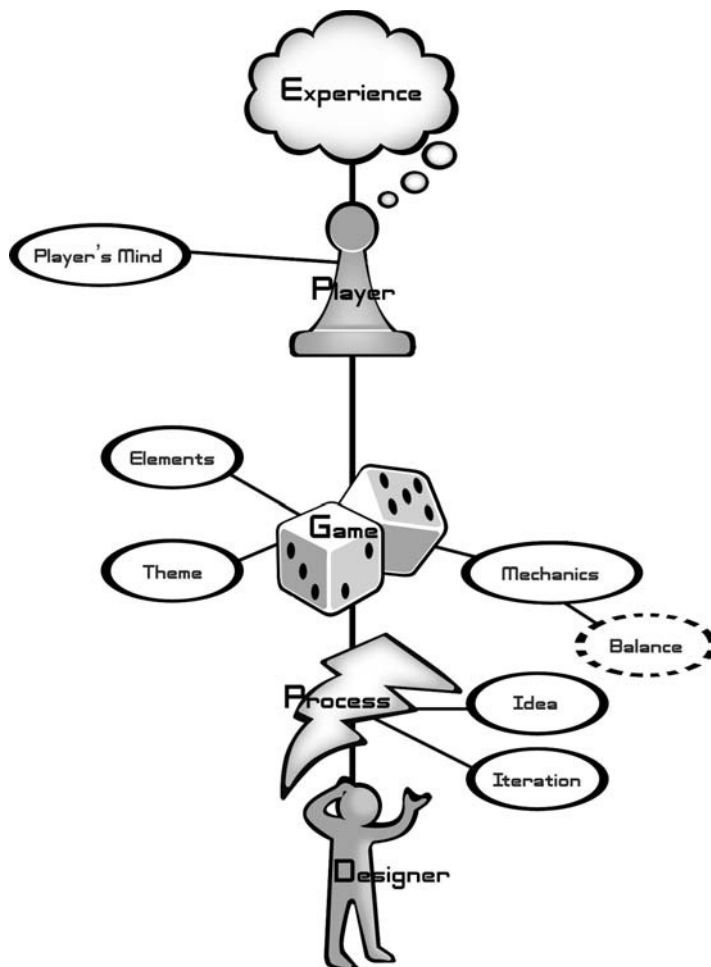 Experience
Player's Mind
Player
Elements
Game
Theme
Mechanics
Balance
Process
Idea
Iteration
Designer